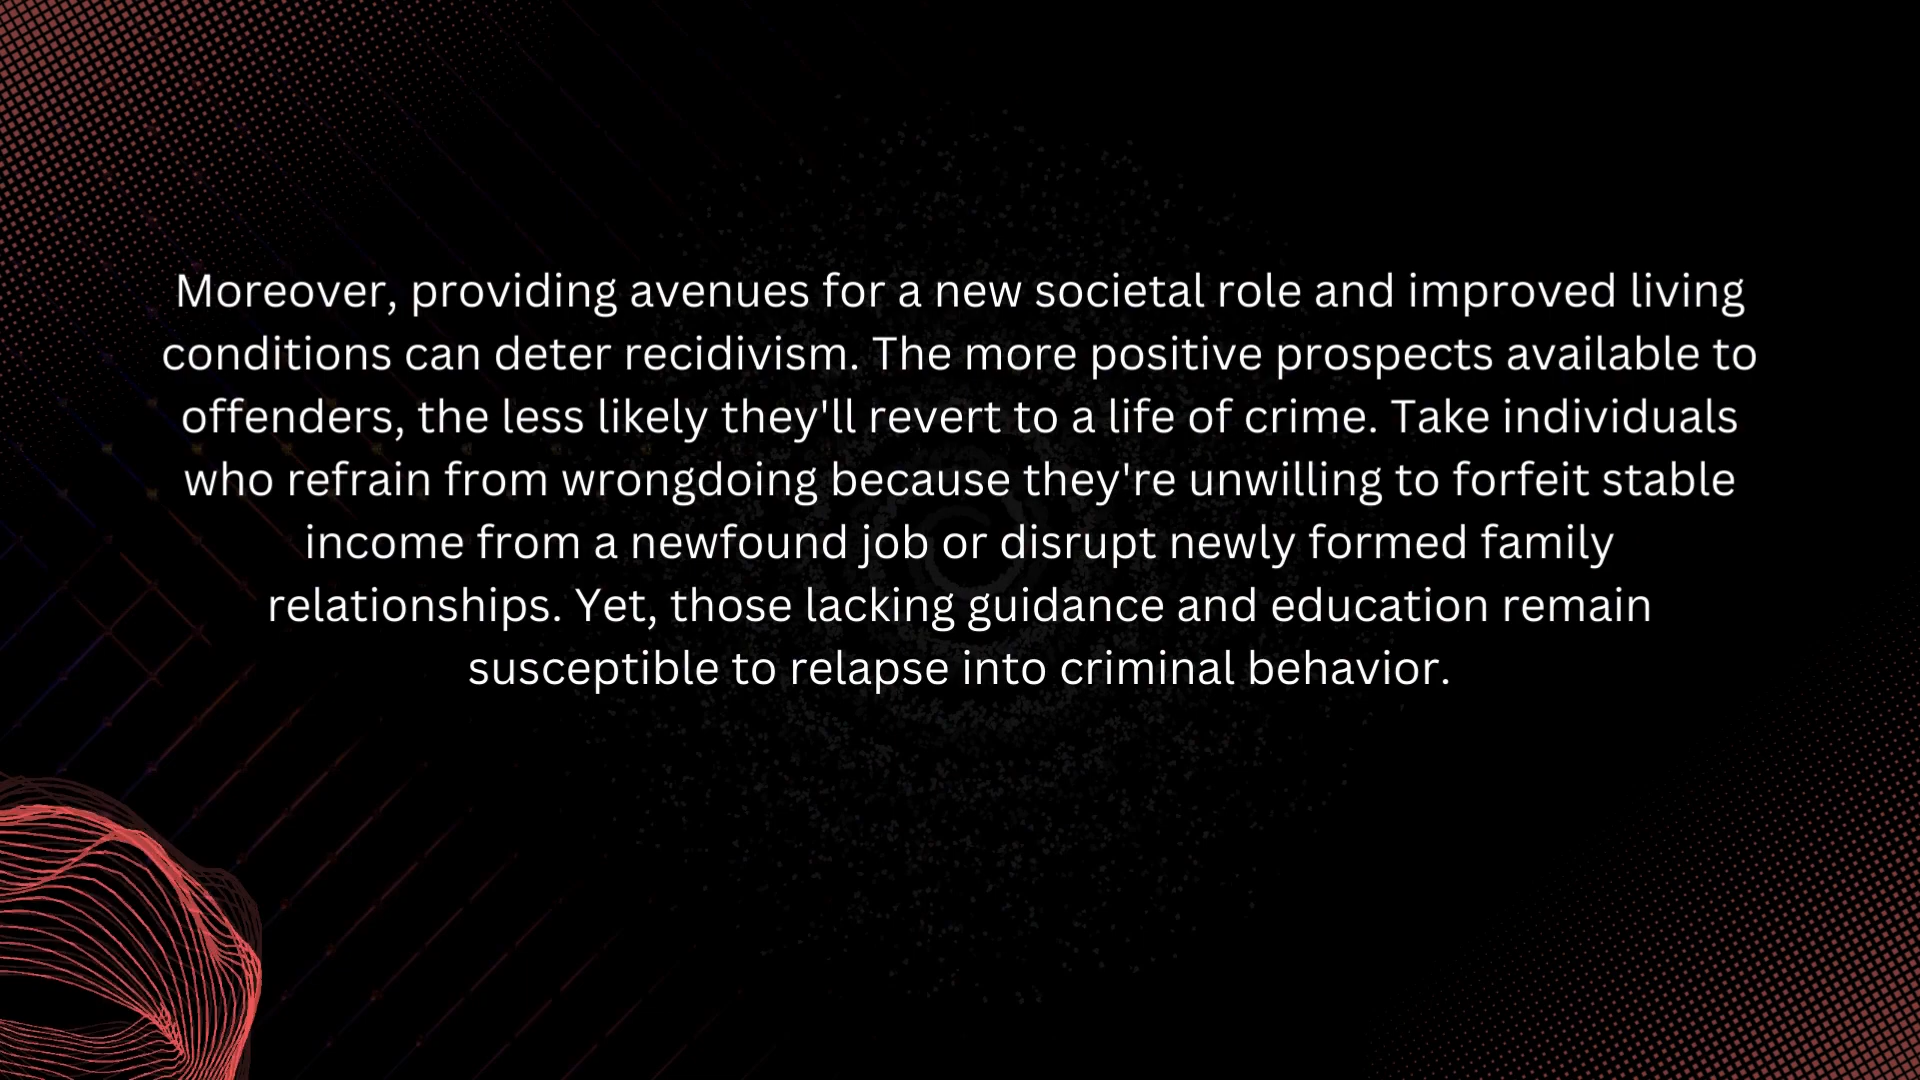 Moreover, providing avenues for a new societal role and improved living
conditions can deter recidivism. The more positive prospects available to
offenders, the less likely they'll revert to a life of crime. Take individuals
who refrain from wrongdoing because they're unwilling to forfeit stable
income from a newfound job or disrupt newly formed family
relationships. Yet, those lacking guidance and education remain
susceptible to relapse into criminal behavior.